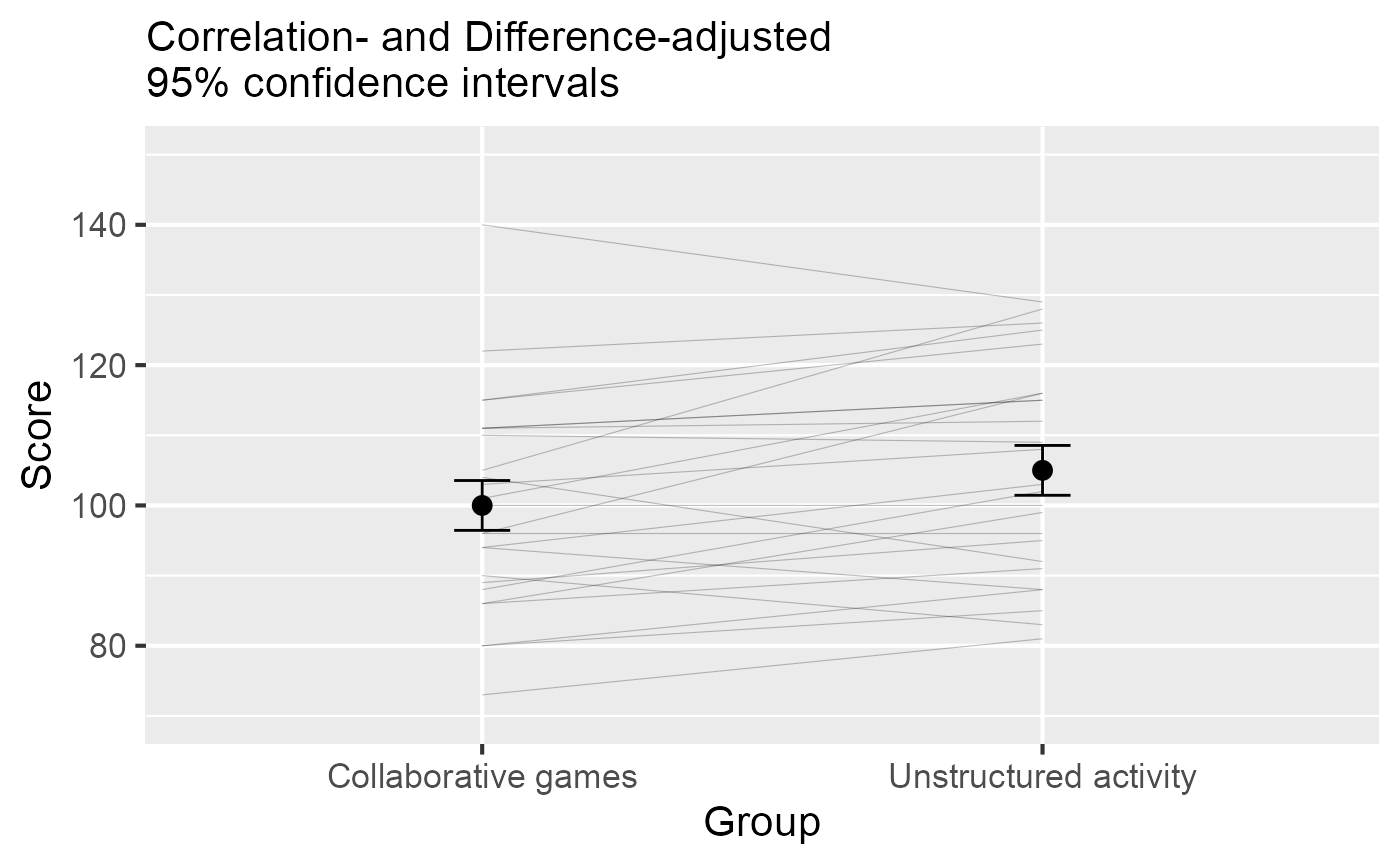 Correlation- and Difference-adjusted
95% confidence intervals
140
120
100
80
Score
Collaborative games
Unstructured activity
Group